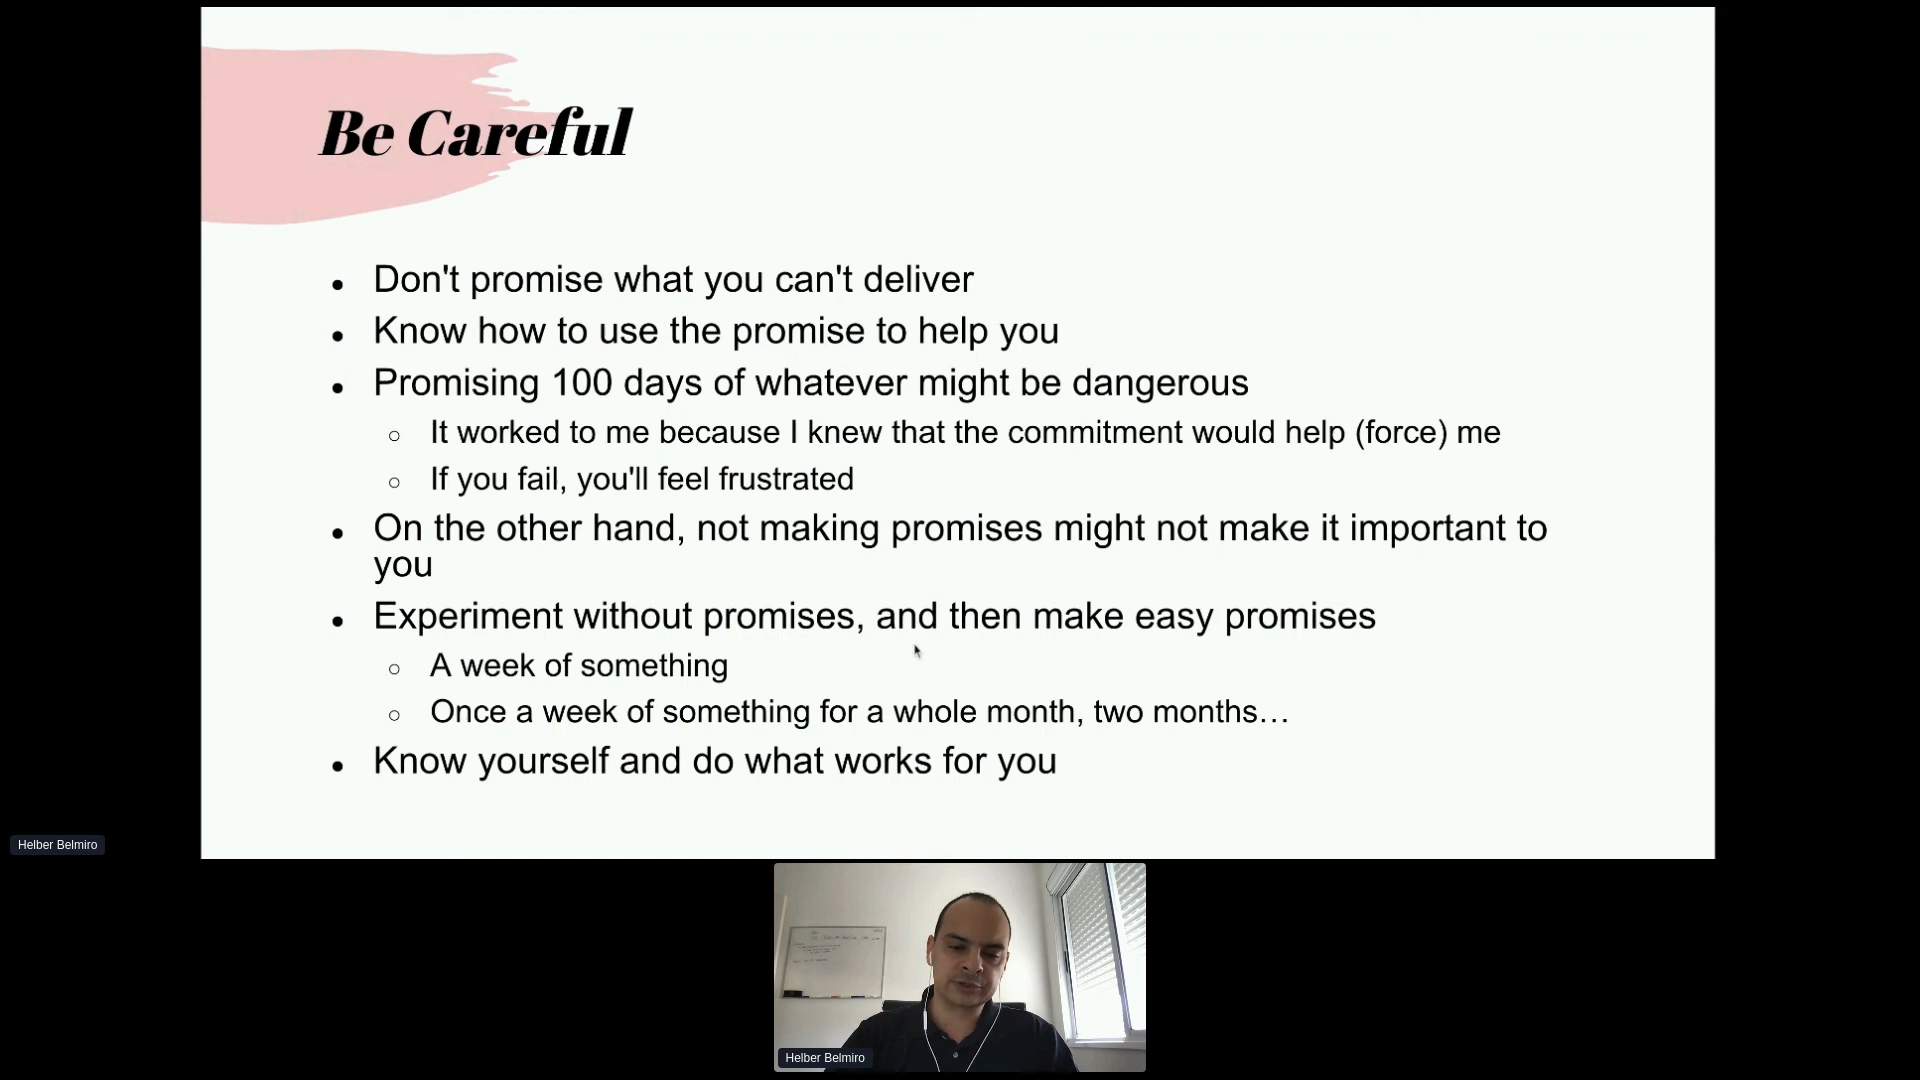 Be Careful
● Don't promise what you can't deliver
● Know how to use the promise to help you
● Promising 100 days of whatever might be dangerous
○ It worked to me because I knew that the commitment would help (force) me
○ If you fail, you'll feel frustrated
● On the other hand, not making promises might not make it important to
you
● Experiment without promises, and then make easy promises
○ A week of something
○ Once a week of something for a whole month, two months…
● Know yourself and do what works for you
Helber Belmiro
Helber Belmiro